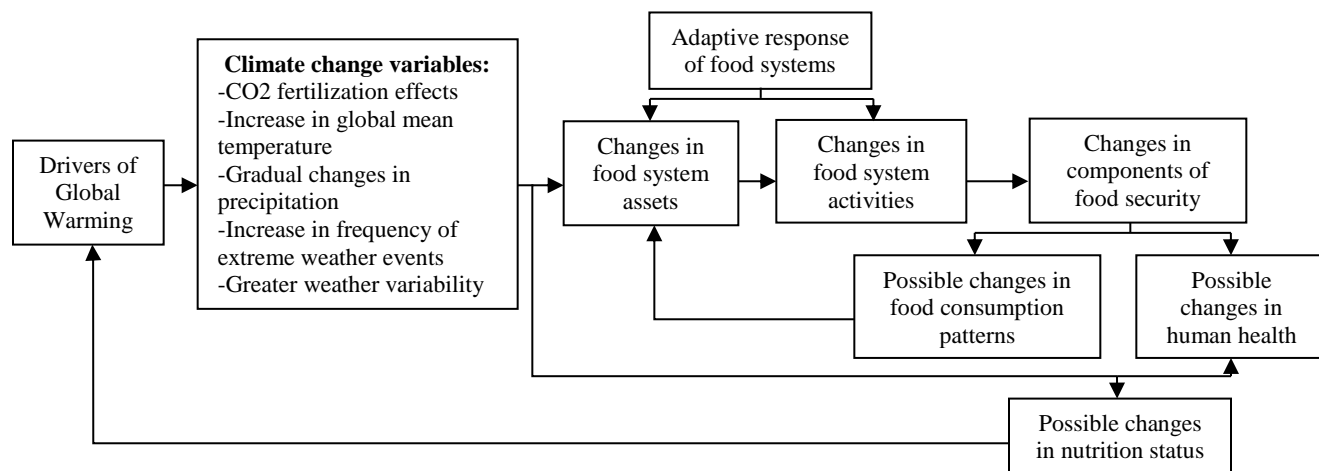 Adaptive response
of food systems
Climate change variables:
-CO2 fertilization effects
-Increase in global mean
temperature
-Gradual changes in
precipitation
-Increase in frequency of
extreme weather events
-Greater weather variability
Drivers of
Global
Warming
Changes in
food system
assets
Changes in
food system
activities
Changes in
components of
food security
Possible changes in
food consumption
patterns
Possible
changes in
human health
Possible changes
in nutrition status